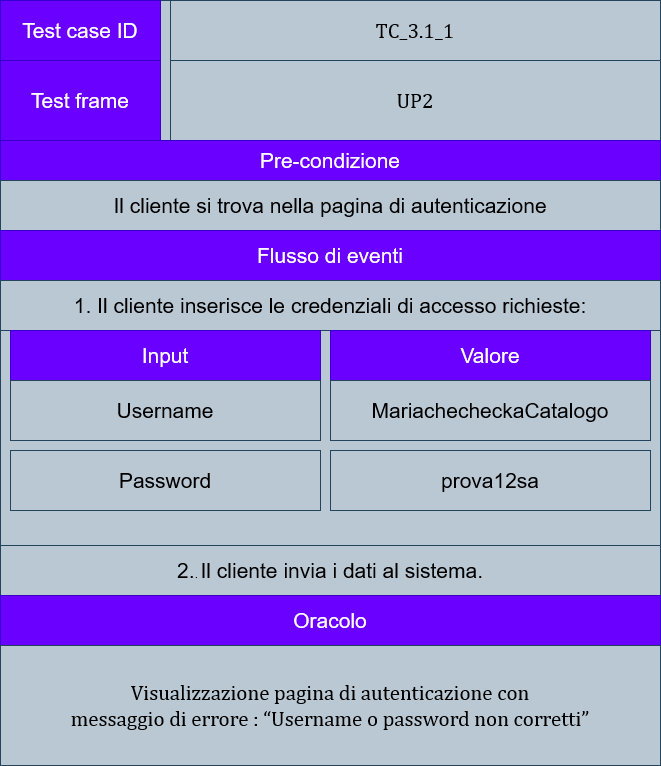 Test case ID
TC_3.1_1
Test frame
UP2
Pre-condizione
Il cliente si trova nella pagina di autenticazione
Flusso di eventi
1. Il cliente inserisce le credenziali di accesso richieste:
Input
Valore
Username
MariachecheckaCatalogo
Password
prova12sa
2.. Il cliente invia i dati al sistema.
Oracolo
Visualizzazione pagina di autenticazione con
messaggio di errore : “Username o password non corretti”